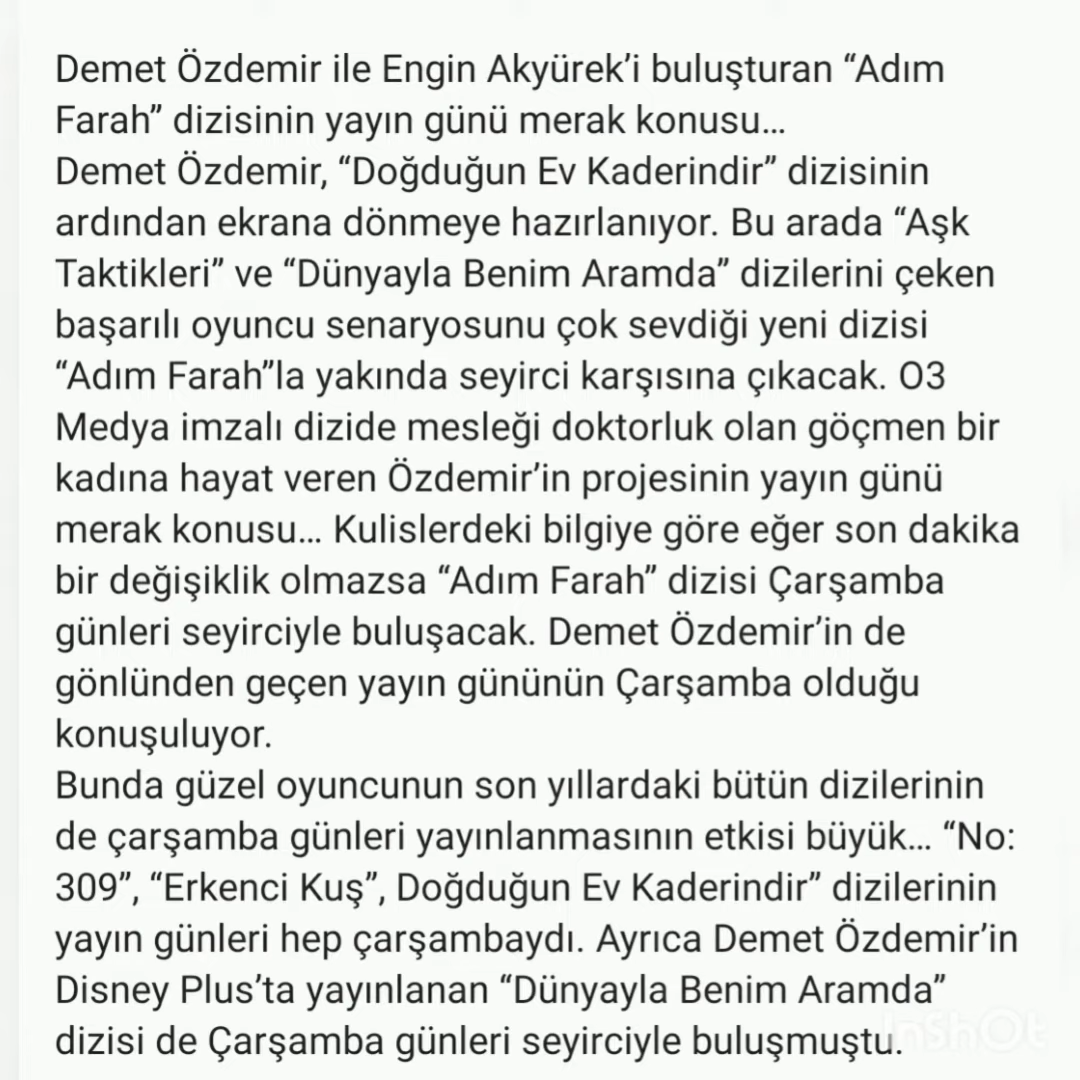 Demet Özdemir ile Engin Akyürek’i buluşturan “Adım
Farah” dizisinin yayın günü merak konusu...
Demet Özdemir, “Doğduğun Ev Kaderindir” dizisinin
ardından ekrana dönmeye hazırlanıyor. Bu arada “Aşk
Taktikleri” ve “Dünyayla Benim Aramda” dizilerini çeken
başarılı oyuncu senaryosunu çok sevdiği yeni dizisi
“Adım Farah”la yakında seyirci karşısına çıkacak. O3
Medya imzalı dizide mesleği doktorluk olan göçmen bir
kadına hayat veren Özdemir’in projesinin yayın günü
merak konusu... Kulislerdeki bilgiye göre eğer son dakika
bir değişiklik olmazsa “Adım Farah” dizisi Çarşamba
günleri seyirciyle buluşacak. Demet Özdemir’in de
gönlünden geçen yayın gününün Çarşamba olduğu
konuşuluyor.
Bunda güzel oyuncunun son yıllardaki bütün dizilerinin
de çarşamba günleri yayınlanmasının etkisi büyük... “No:
309”, “Erkenci Kuş”, Doğduğun Ev Kaderindir” dizilerinin
yayın günleri hep çarşambaydı. Ayrıca Demet Özdemir’in
Disney Plus’ta yayınlanan “Dünyayla Benim Aramda”
dizisi de Çarşamba günleri seyirciyle buluşmuştu.
InShOt